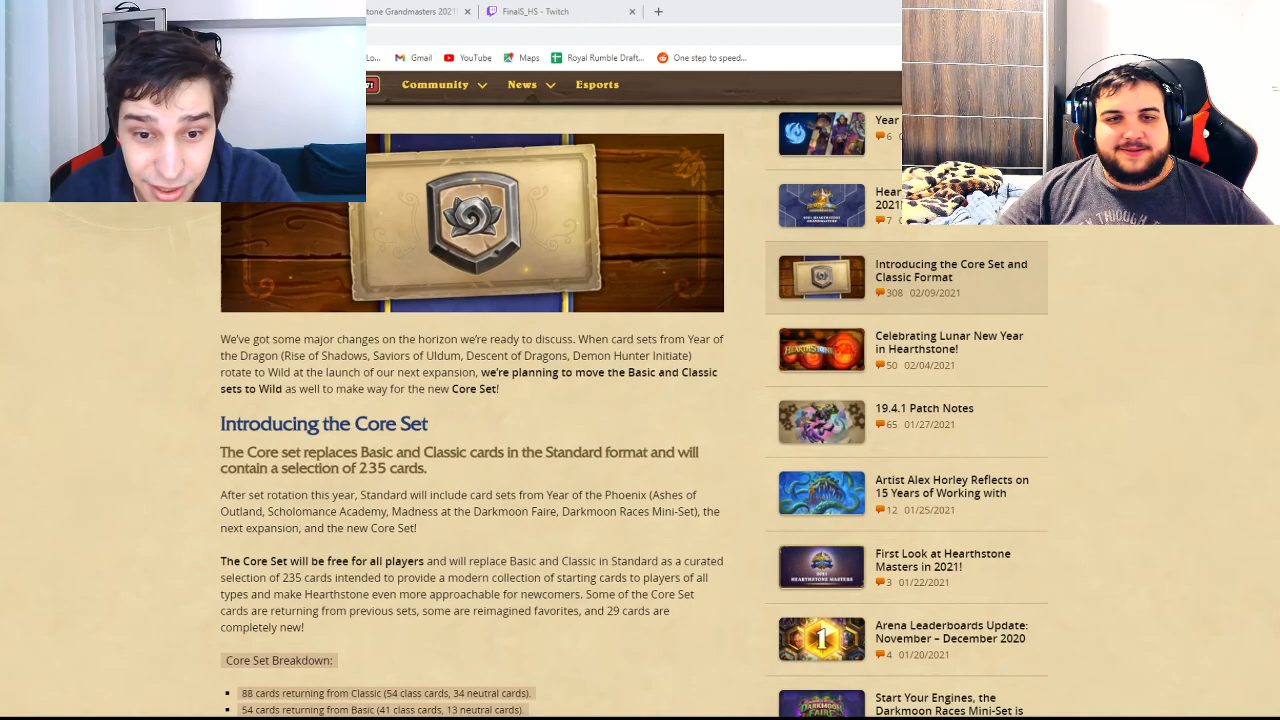 tone Grandmasters 2021
FinalS_HS - Twitch
Lo...
Gmail
YouTube
Maps
Royal Rumble Draft...
One step to speed...
Community
News
Esports
We've got some major changes on the horizon we're ready to discuss. When card sets from Year of
the Dragon (Rise of Shadows, Saviors of Uldum, Descent of Dragons, Demon Hunter Initiate)
rotate to Wild at the launch of our next expansion, we're planning to move the Basic and Classic
sets to Wild as well to make way for the new Core Set!
Introducing the Core Set
The Core set replaces Basic and Classic cards in the Standard format and will
contain a selection of 235 cards.
After set rotation this year, Standard will include card sets from Year of the Phoenix (Ashes of
Outland, Scholomance Academy, Madness at the Darkmoon Faire, Darkmoon Races Mini-Set), the
next expansion, and the new Core Set!
The Core Set will be free for all players and will replace Basic and Classic in Standard as a curated
selection of 235 cards intended to provide a modern collection of starting cards to players of all
types and make Hearthstone even more approachable for newcomers. Some of the Core Set
cards are returning from previous sets, some are reimagined favorites, and 29 cards are
completely new!
Core Set Breakdown:
88 cards returning from Classic (54 class cards, 34 neutral cards).
54 cards returning from Basic (41 class cards, 13 neutral cards).
Year
6
Hear
2021
7
Introducing the Core Set and
Classic Format
308 02/09/2021
Celebrating Lunar New Year
in Hearthstone!
50 02/04/2021
19.4.1 Patch Notes
65 01/27/2021
Artist Alex Horley Reflects on
15 Years of Working with
12 01/25/2021
First Look at Hearthstone
Masters in 2021!
3 01/22/2021
Arena Leaderboards Update:
November – December 2020
4 01/20/2021
Start Your Engines, the
Darkmoon Races Mini-Set is